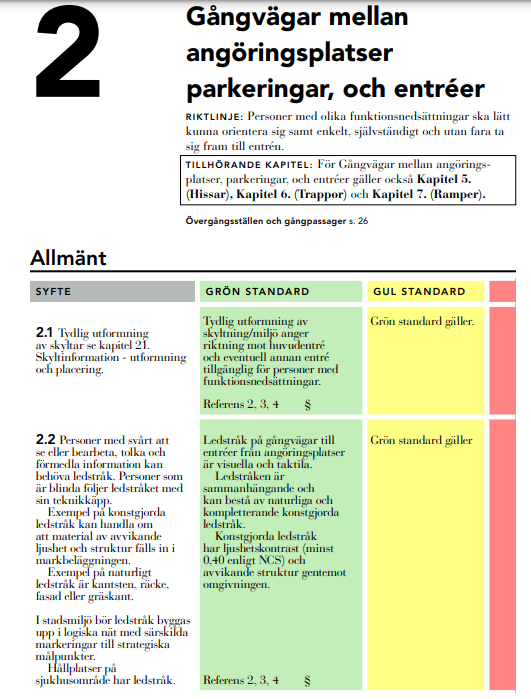 2
Gångvägar mellan
angöringsplatser
parkeringar, och entréer
RIKTLINJE: Personer med olika funktionsnedsättningar ska lätt
kunna orientera sig samt enkelt, självständigt och utan fara ta
sig fram till entrén.
TILLHÖRANDE KAPITEL: För Gångvägar mellan angörings-
platser, parkeringar, och entréer gäller också Kapitel 5.
(Hissar), Kapitel 6. (Trappor) och Kapitel 7. (Ramper).
Övergångsställen och gångpassager s. 26
Allmänt
SYFTE
GRÖN STANDARD
GUL STANDARD
2.1 Tydlig utformning
av skyltar se kapitel 21.
Skyltinformation - utformning
och placering.
Tydlig utformning av
skyltning/miljö anger
riktning mot huvudentré
och eventuell annan entré
tillgänglig för personer med
funktionsnedsättningar.
Referens 2, 3, 4 §
Grön standard gäller.
2.2 Personer med svårt att
se eller bearbeta, tolka och
förmedla information kan
behöva ledstråk. Personer som
är blinda följer ledstråket med
sin teknikkäpp.
Exempel på konstgjorda
ledstråk kan handla om
att material av avvikande
ljushet och struktur fälls in i
markbeläggningen.
Exempel på naturligt
ledstråk är kantsten, räcke,
fasad eller gräskant.
I stadsmiljö bör ledstråk byggas
upp i logiska nät med särskilda
markeringar till strategiska
målpunkter.
Hållplatser på
sjukhusområde har ledstråk.
Ledstråk på gångvägar till
entréer från angöringsplatser
är visuella och taktila.
Ledstråken är
sammanhängande och
kan bestå av naturliga och
kompletterande konstgjorda
ledstråk.
Konstgjorda ledstråk
har ljushetskontrast (minst
0,40 enligt NCS) och
avvikande struktur gentemot
omgivningen.
Referens 2, 3, 4 §
Grön standard gäller